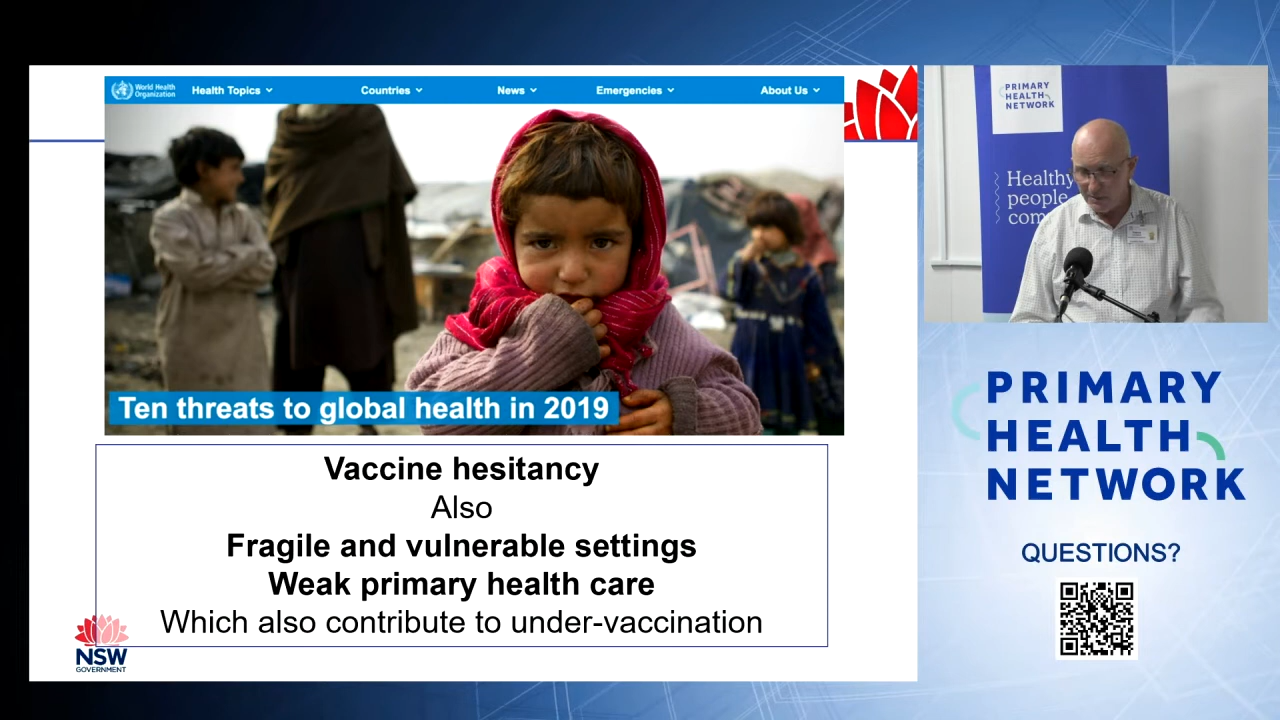 World Health
Organization
Health Topics
Countries
News
Emergencies
About Us
Ten threats to global health in 2019
Vaccine hesitancy
Also
Fragile and vulnerable settings
Weak primary health care
Which also contribute to under-vaccination
NSW
GOVERNMENT
PRIMARY
HEALTH
NETWORK
Healthy
people
com
PRIMARY
HEALTH
NETWORK
QUESTIONS?